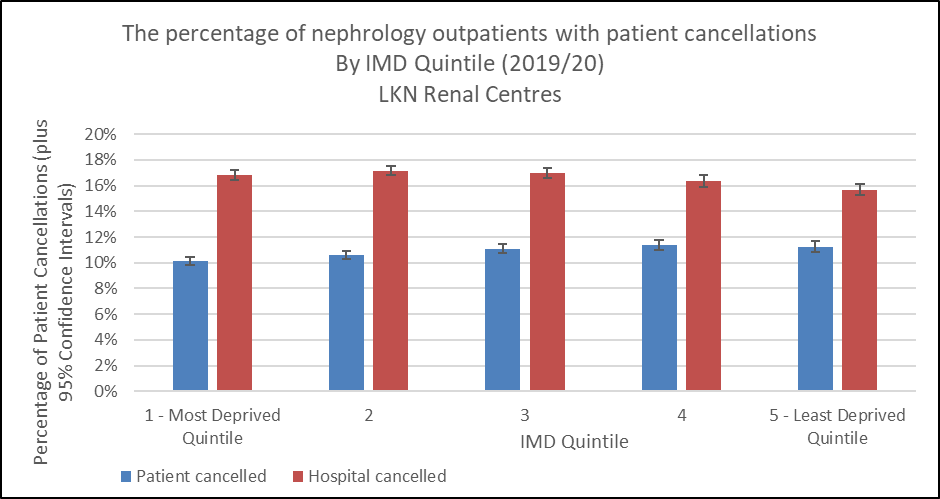 The percentage of nephrology outpatients with patient cancellations
By IMD Quintile (2019/20)
LKN Renal Centres
Percentage of Patient Cancellations (plus
95% Confidence Intervals)
20%
18%
16%
14%
12%
10%
8%
6%
4%
2%
0%
1 - Most Deprived
Quintile
2
3
4
5 - Least Deprived
Quintile
IMD Quintile
Patient cancelled
Hospital cancelled